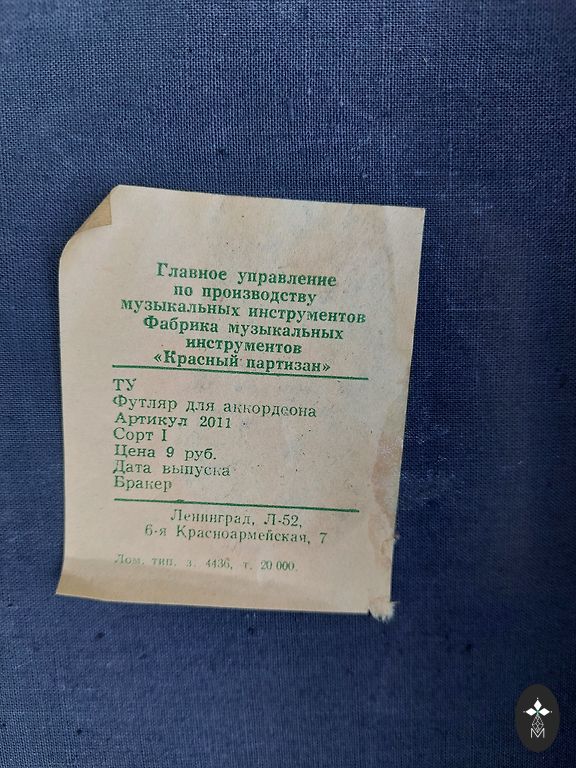 Главное управление
по производству
музыкальных инструментов
Фабрика музыкальных
инструментов
«Красный партизан»
ТУ
Футляр для аккордеона
Артикул 2011
Сорт I
Цена 9 руб.
Дата выпуска
Бракер
Ленинград, Л-52,
6-я Красноармейская, 7
Лом. тип. з. 4436, т. 20 000.
M